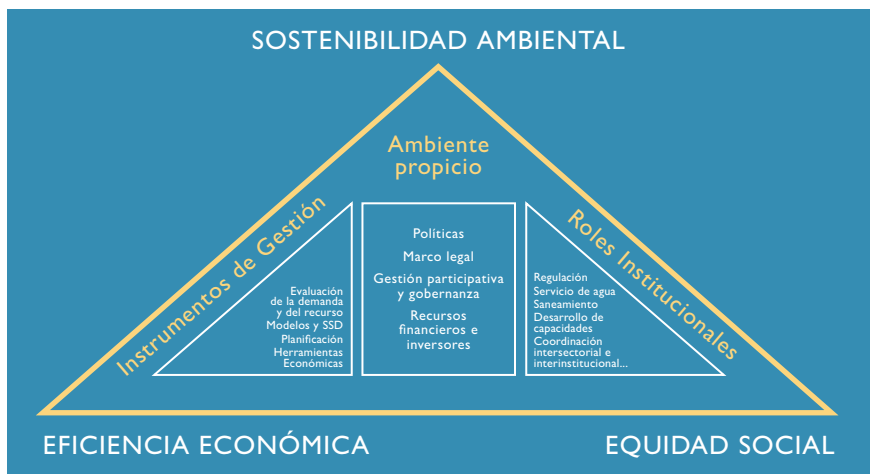 SOSTENIBILIDAD AMBIENTAL
Ambiente
propicio
Instrumentos de Gestión
Roles Institucionales
Evaluación
de la demanda
y del recurso
Modelos y SSD
Planificación
Herramientas
Económicas
Políticas
Marco legal
Gestión participativa
y gobernanza
Recursos
financieros e
inversores
Regulación
Servicio de agua
Saneamiento
Desarrollo de
capacidades
Coordinación
intersectorial e
interinstitucional...
EFICIENCIA ECONÓMICA
EQUIDAD SOCIAL